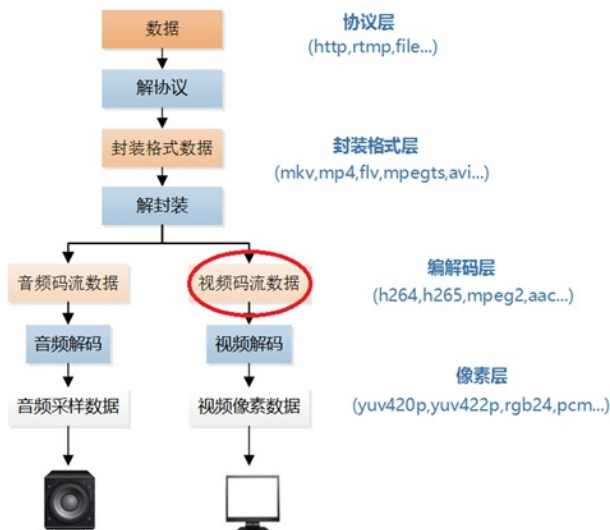 数据
协议层
(http,rtmp,file...)
解协议
封装格式数据
封装格式层
(mkv,mp4,flv,mpegts,avi...)
解封装
音频码流数据
视频码流数据
编解码层
(h264,h265,mpeg2,aac...)
音频解码
视频解码
像素层
音频采样数据
视频像素数据
(yuv420p,yuv422p,rgb24,pcm...)